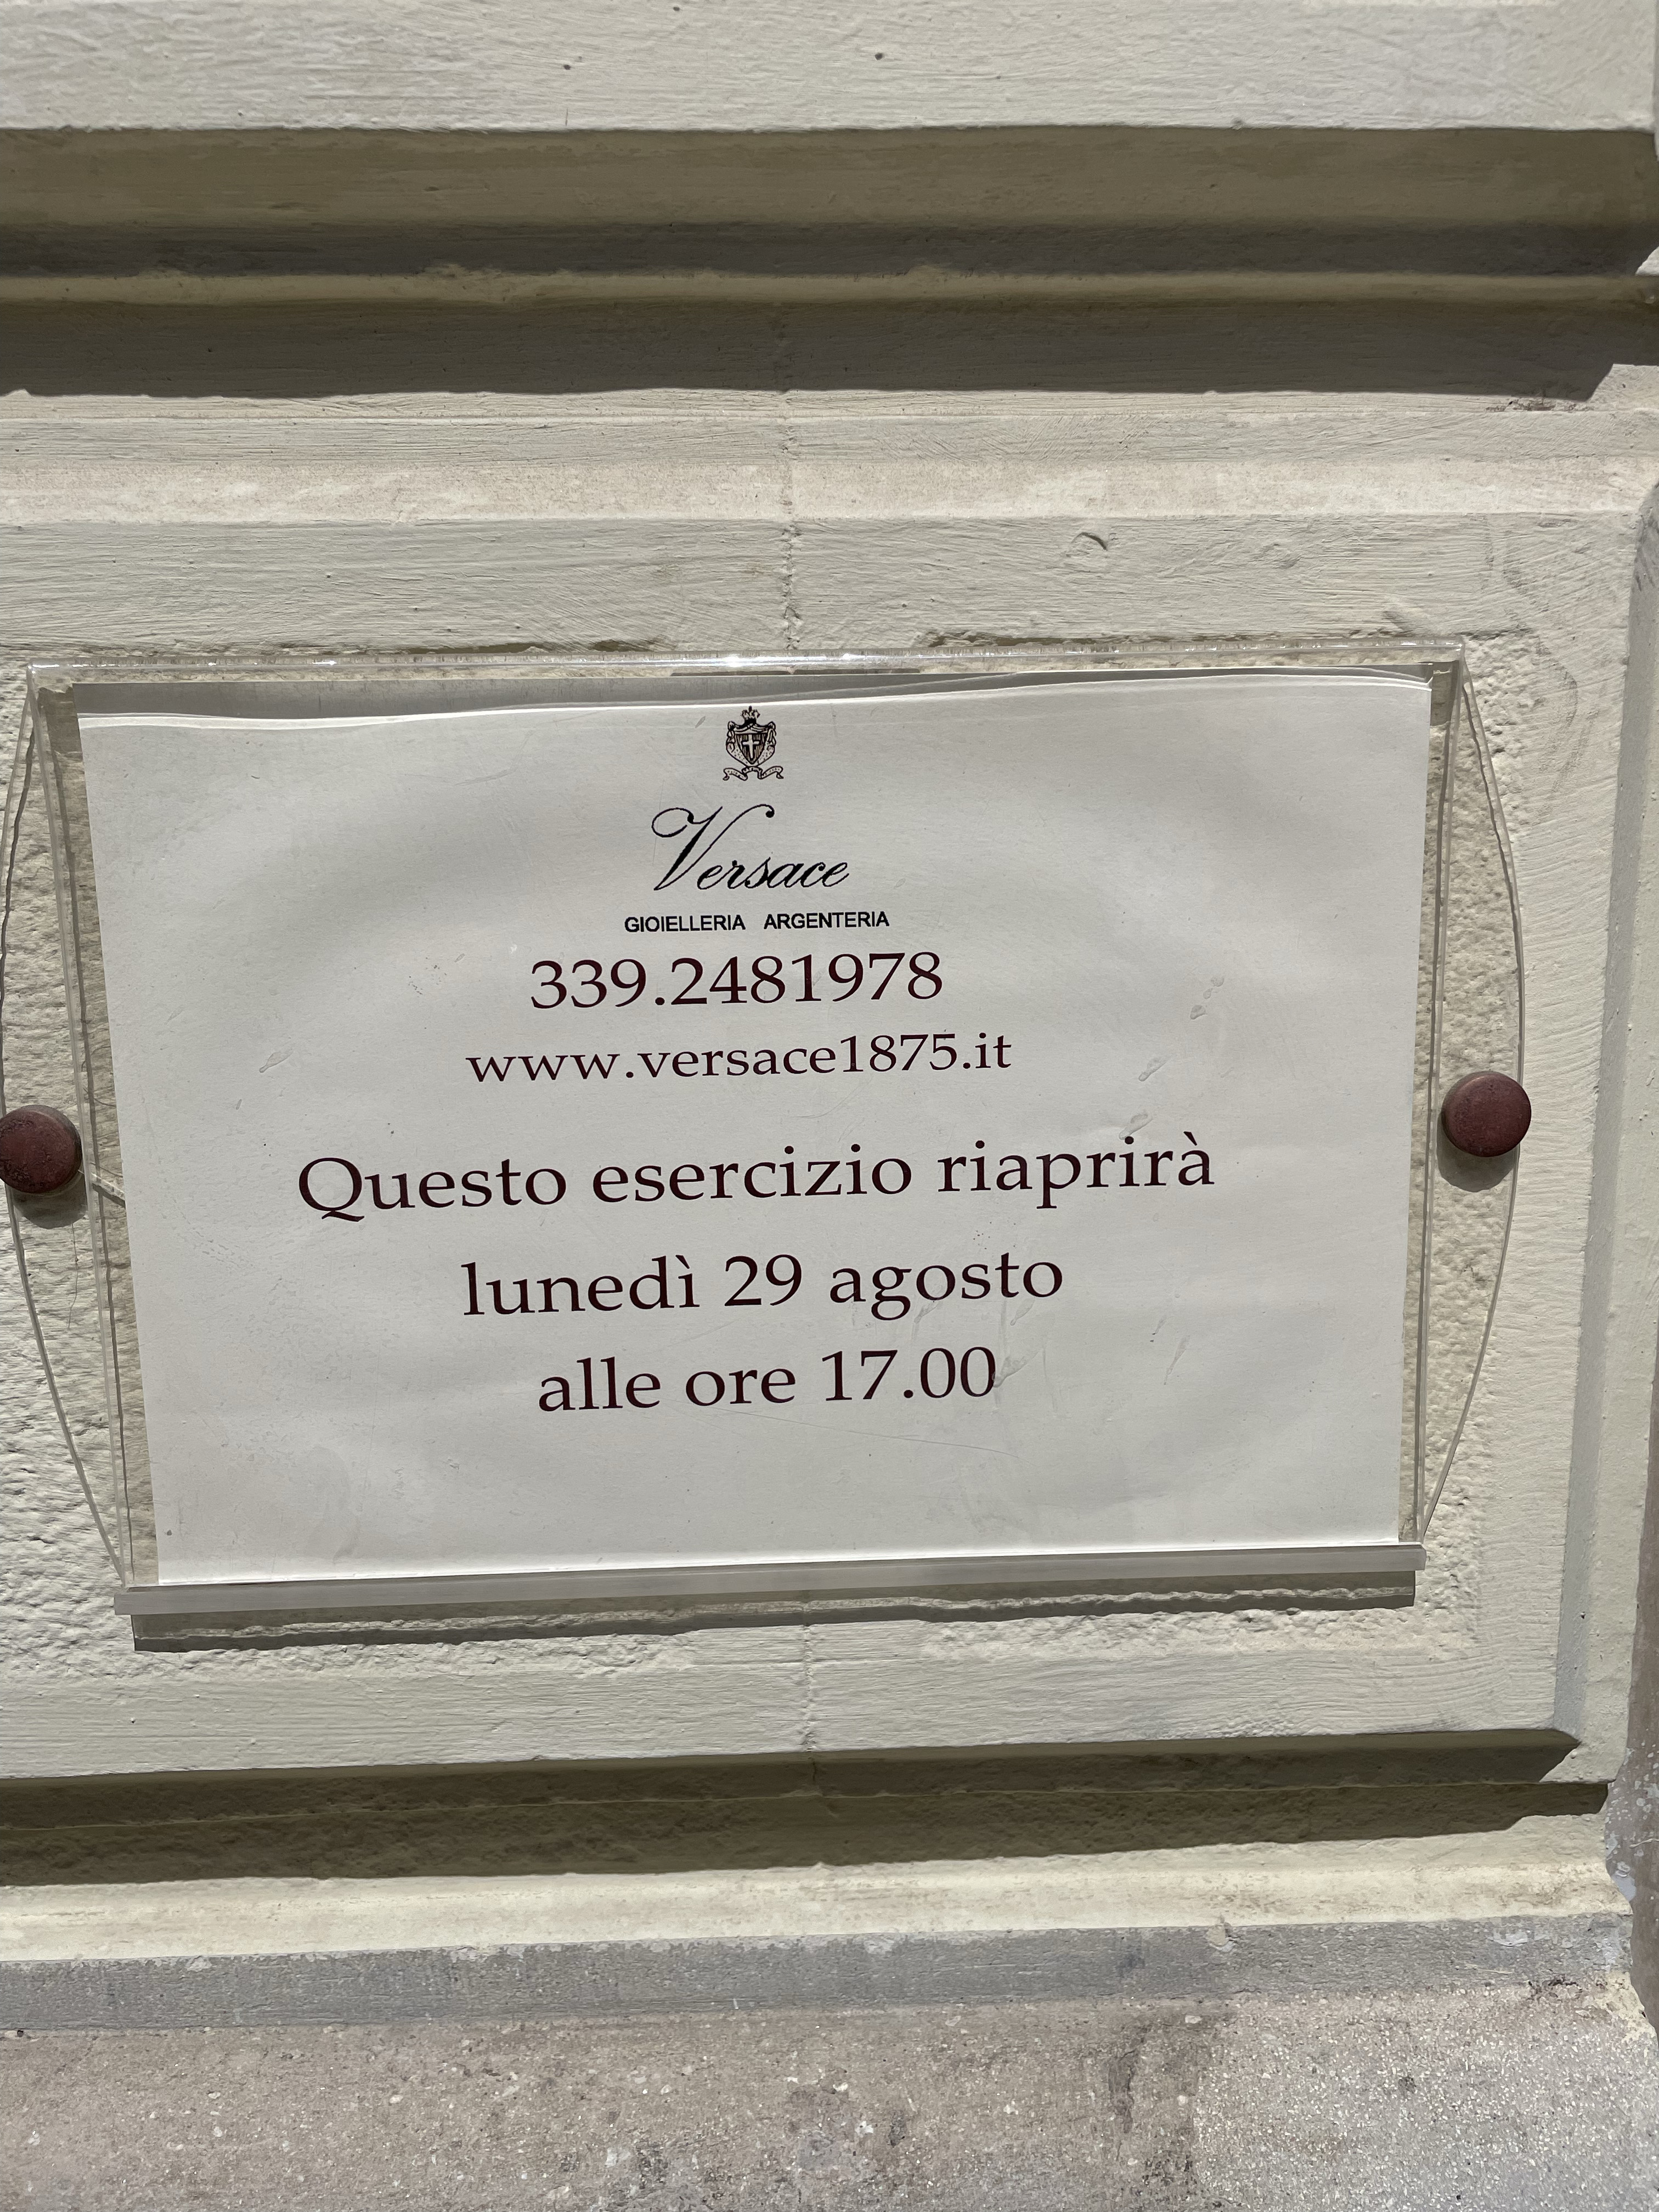 Versace
GIOIELLERIA ARGENTERIA
339.2481978
www.versace1875.it
Questo esercizio riaprirà
lunedì 29 agosto
alle ore 17.00